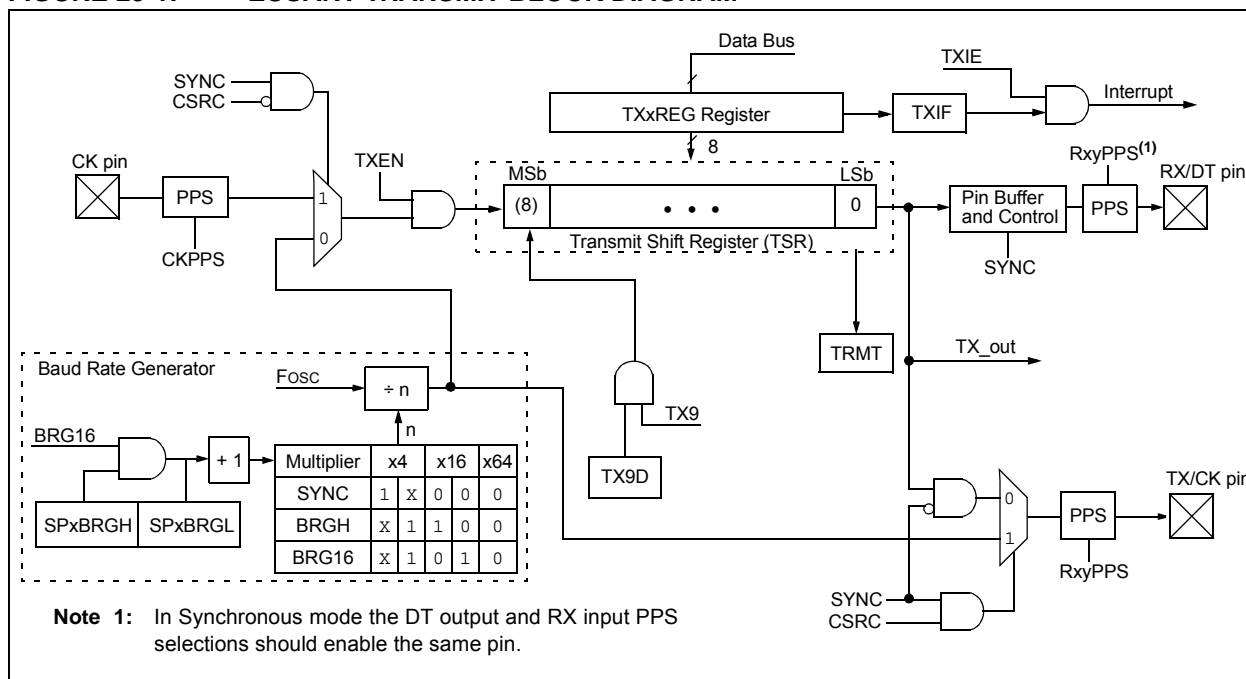 Data Bus
TXIE
Interrupt
SYNC
CSRC
TXxREG Register
TXIF
8
CK pin
TXEN
MSb
LSb
RxyPPS(1)
RX/DT pin
PPS
1
0
(8)
• • •
0
Pin Buffer
and Control
PPS
Transmit Shift Register (TSR)
CKPPS
SYNC
TRMT
TX_out
Baud Rate Generator
FOSC
÷ n
n
TX9
BRG16
+ 1
Multiplier x4 x16 x64
SYNC 1 X 0 0 0
BRGH X 1 1 0 0
BRG16 X 1 0 1 0
SPxBRGH SPxBRGL
TX9D
TX/CK pin
0
1
PPS
RxyPPS
SYNC
CSRC
Note 1: In Synchronous mode the DT output and RX input PPS
selections should enable the same pin.